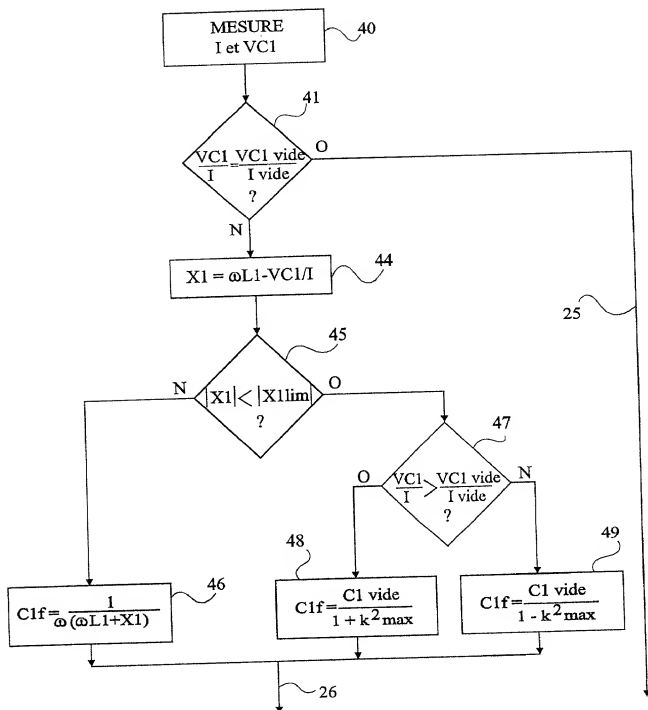 MESURE
I et VC1
40
41
VC1/I = VC1 vide/I vide
?
O
N
X1 = ωL1-VC1/I
44
25
45
N
|X1| < |X1lim|
?
O
47
O
VC1/I > VC1 vide/I vide
?
N
46
C1f = 1/ω(ωL1+X1)
48
C1f = C1 vide/1 + k²max
49
C1f = C1 vide/1 - k²max
26